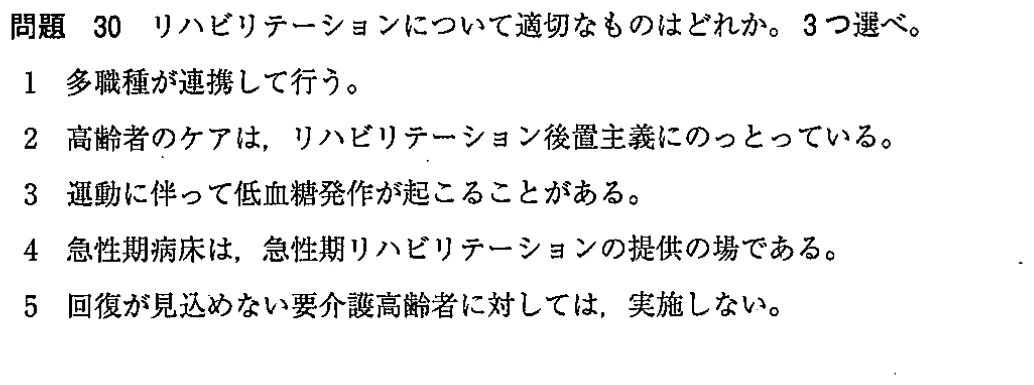 問題 30 リハビリテーションについて適切なものはどれか。3つ選べ。
1 多職種が連携して行う。
2 高齢者のケアは，リハビリテーション後置主義にのっとっている。
3 運動に伴って低血糖発作が起こることがある。
4 急性期病床は，急性期リハビリテーションの提供の場である。
5 回復が見込めない要介護高齢者に対しては，実施しない。